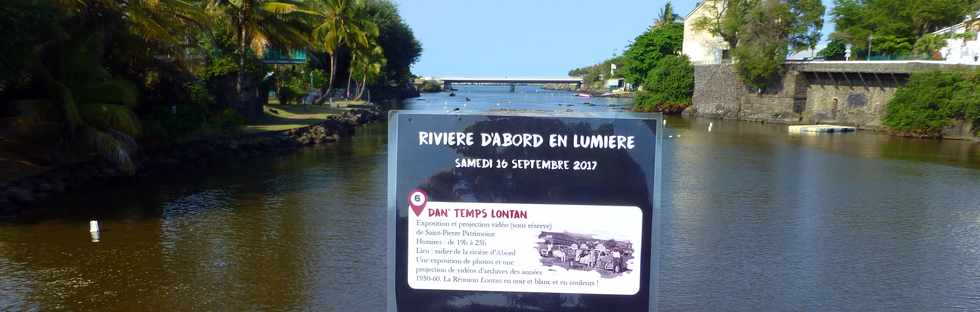 RIVIERE D'ABORD EN LUMIERE
SAMEDI 16 SEPTEMBRE 2017
6
DAN' TEMPS LONTAN
Exposition et projection vidéo (sous réserve)
de Saint-Pierre Patrimoine
Horaires : de 19h à 23h
Lieu : radier de la rivière d'Abord
Une exposition de photos et une
projection de vidéos d'archives des années
1950-60. La Réunion Lontan en noir et blanc et en couleurs !